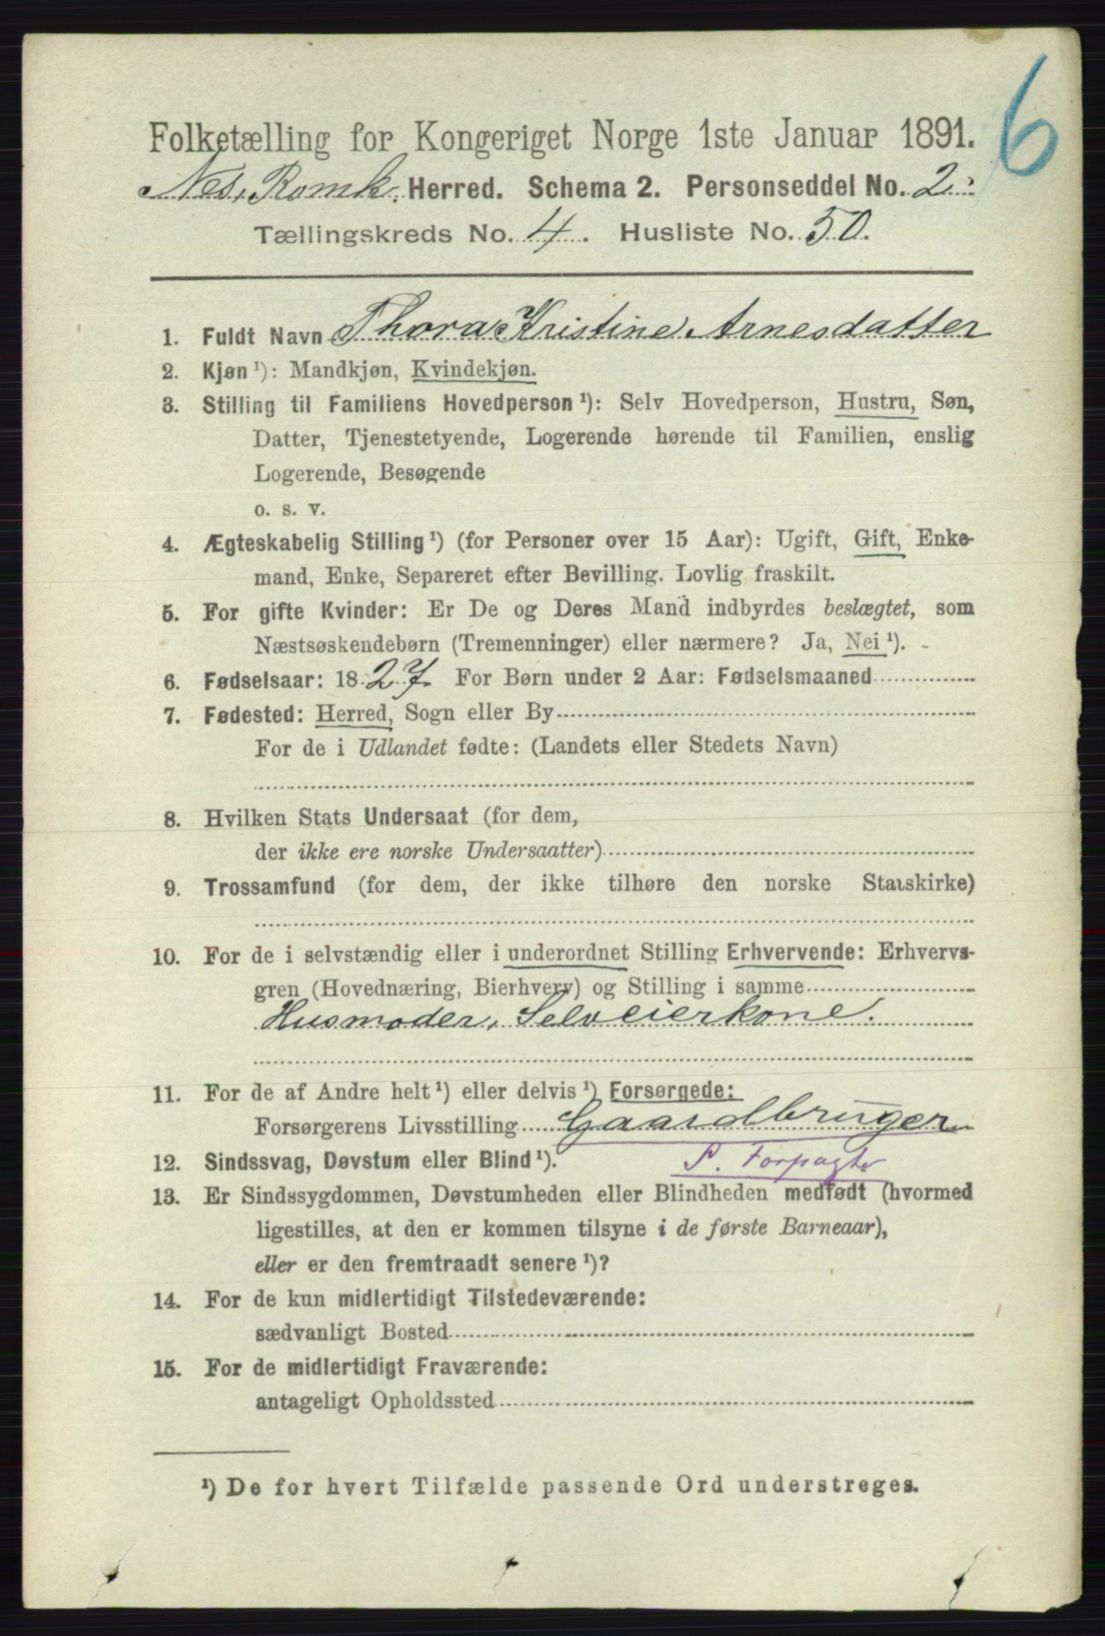 6
Folketælling for Kongeriget Norge 1ste Januar 1891.
Nes, Romk. Herred. Schema 2. Personseddel No. 2.
Tællingskreds No. 4. Husliste No. 50.
1. Fuldt Navn Thora Kristine Arnesdatter
2. Kjøn ¹): Mandkjøn, Kvindekjøn.
3. Stilling til Familiens Hovedperson ¹): Selv Hovedperson, Hustru, Søn,
Datter, Tjenestetyende, Logerende hørende til Familien, enslig
Logerende, Besøgende
o. s. v.
4. Ægteskabelig Stilling ¹) (for Personer over 15 Aar): Ugift, Gift, Enke-
mand, Enke, Separeret efter Bevilling. Lovlig fraskilt.
5. For gifte Kvinder: Er De og Deres Mand indbyrdes beslægtet, som
Næstsøskendebørn (Tremenninger) eller nærmere? Ja, Nei ¹).
6. Fødselsaar: 1827. For Børn under 2 Aar: Fødselsmaaned
7. Fødested: Herred, Sogn eller By
For de i Udlandet fødte: (Landets eller Stedets Navn)
8. Hvilken Stats Undersaat (for dem,
der ikke ere norske Undersaatter)
9. Trossamfund (for dem, der ikke tilhøre den norske Statskirke)
10. For de i selvstændig eller i underordnet Stilling Erhvervende: Erhvervs-
gren (Hovednæring, Bierhverv) og Stilling i samme
Husmoder, Selveierkone.
11. For de af Andre helt ¹) eller delvis ¹) Forsørgede:
Forsørgerens Livsstilling Gaardbruger
12. Sindssvag, Døvstum eller Blind ¹). S. Forpagter
13. Er Sindssygdommen, Døvstumheden eller Blindheden medfødt (hvormed
ligestilles, at den er kommen tilsyne i de første Barneaar),
eller er den fremtraadt senere ¹)?
14. For de kun midlertidigt Tilstedeværende:
sædvanligt Bosted
15. For de midlertidigt Fraværende:
antageligt Opholdssted
¹) De for hvert Tilfælde passende Ord understreges.